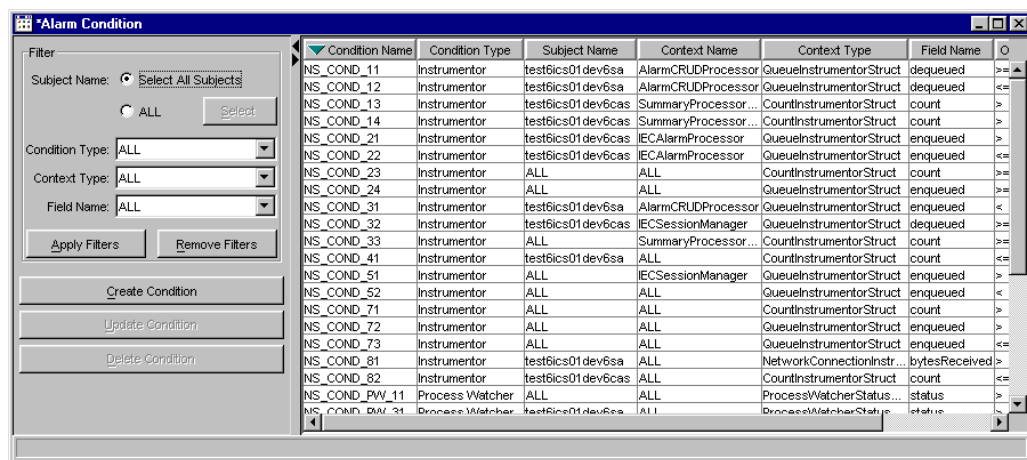 *Alarm Condition
Filter
Subject Name: Select All Subjects
ALL Select
Condition Type: ALL
Context Type: ALL
Field Name: ALL
Apply Filters Remove Filters
Create Condition
Update Condition
Delete Condition
Condition Name Condition Type Subject Name Context Name Context Type Field Name O
NS_COND_11 Instrumentor test6ics01dev6sa AlarmCRUDProcessor QueueInstrumentorStruct dequeued >=
NS_COND_12 Instrumentor test6ics01dev6sa AlarmCRUDProcessor QueueInstrumentorStruct dequeued <=
NS_COND_13 Instrumentor test6ics01dev6cas SummaryProcessor... CountInstrumentorStruct count >
NS_COND_14 Instrumentor test6ics01dev6cas SummaryProcessor... CountInstrumentorStruct count >
NS_COND_21 Instrumentor test6ics01dev6cas IECAlarmProcessor QueueInstrumentorStruct enqueued >
NS_COND_22 Instrumentor test6ics01dev6cas IECAlarmProcessor QueueInstrumentorStruct enqueued <=
NS_COND_23 Instrumentor ALL ALL CountInstrumentorStruct count >=
NS_COND_24 Instrumentor ALL ALL QueueInstrumentorStruct enqueued >=
NS_COND_31 Instrumentor test6ics01dev6sa AlarmCRUDProcessor QueueInstrumentorStruct enqueued <
NS_COND_32 Instrumentor test6ics01dev6cas IECSessionManager QueueInstrumentorStruct dequeued >=
NS_COND_33 Instrumentor ALL SummaryProcessor... CountInstrumentorStruct count >=
NS_COND_41 Instrumentor test6ics01dev6cas ALL CountInstrumentorStruct count <=
NS_COND_51 Instrumentor ALL IECSessionManager QueueInstrumentorStruct enqueued >
NS_COND_52 Instrumentor ALL ALL QueueInstrumentorStruct enqueued <
NS_COND_71 Instrumentor ALL ALL CountInstrumentorStruct count >
NS_COND_72 Instrumentor ALL ALL QueueInstrumentorStruct enqueued >
NS_COND_73 Instrumentor ALL ALL QueueInstrumentorStruct enqueued <=
NS_COND_81 Instrumentor test6ics01dev6sa ALL NetworkConnectionInstr... bytesReceived >
NS_COND_82 Instrumentor test6ics01dev6cas ALL CountInstrumentorStruct count <=
NS_COND_PW_11 Process Watcher ALL ALL ProcessWatcherStatus... status >
NS_COND_PW_31 Process Watcher test6ics01dev6sa ALL ProcessWatcherStatus... status >